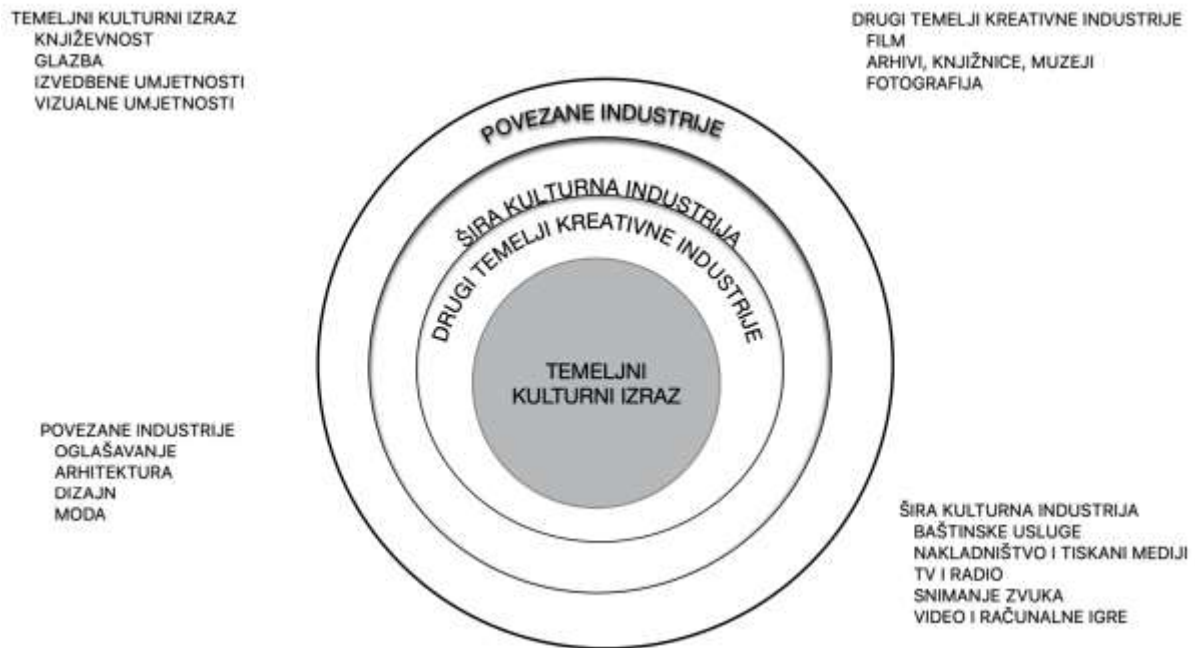 TEMELJNI KULTURNI IZRAZ
KNJIŽEVNOST
GLAZBA
IZVEDBENE UMJETNOSTI
VIZUALNE UMJETNOSTI
DRUGI TEMELJI KREATIVNE INDUSTRIJE
FILM
ARHIVI, KNJIŽNICE, MUZEJI
FOTOGRAFIJA
POVEZANE INDUSTRIJE
ŠIRA KULTURNA INDUSTRIJA
DRUGI TEMELJI KREATIVNE INDUSTRIJE
TEMELJNI
KULTURNI IZRAZ
POVEZANE INDUSTRIJE
OGLAŠAVANJE
ARHITEKTURA
DIZAJN
MODA
ŠIRA KULTURNA INDUSTRIJA
BAŠTINSKE USLUGE
NAKLADNIŠTVO I TISKANI MEDIJI
TV I RADIO
SNIMANJE ZVUKA
VIDEO I RAČUNALNE IGRE